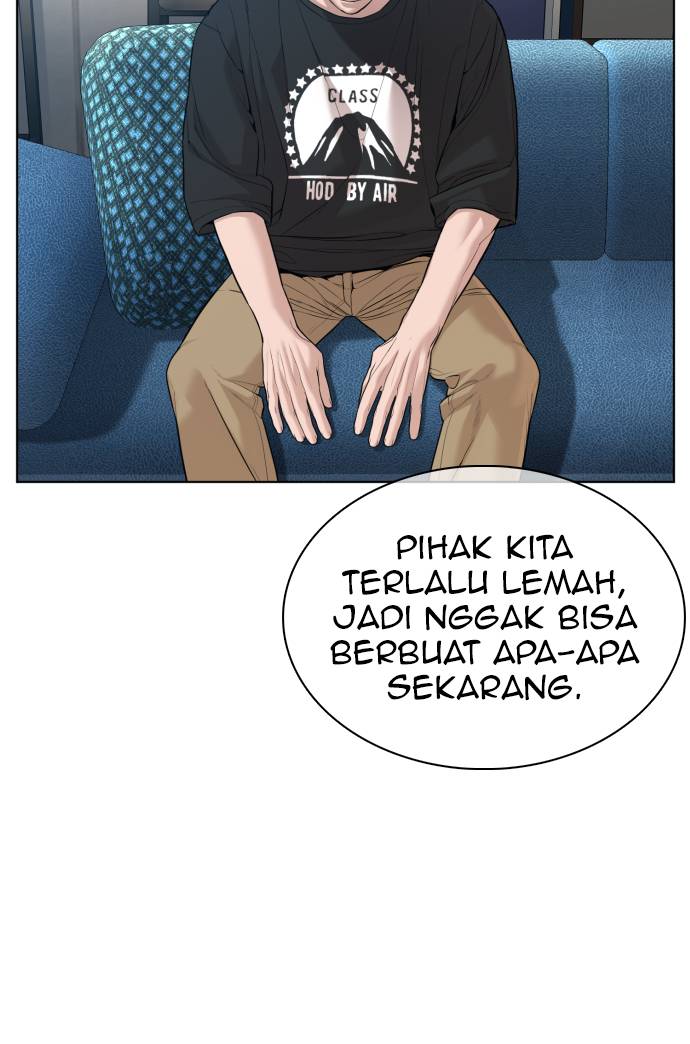 CLASS
HOD BY AIR
PIHAK KITA
TERLALU LEMAH,
JADI NGGAK BISA
BERBUAT APA-APA
SEKARANG.